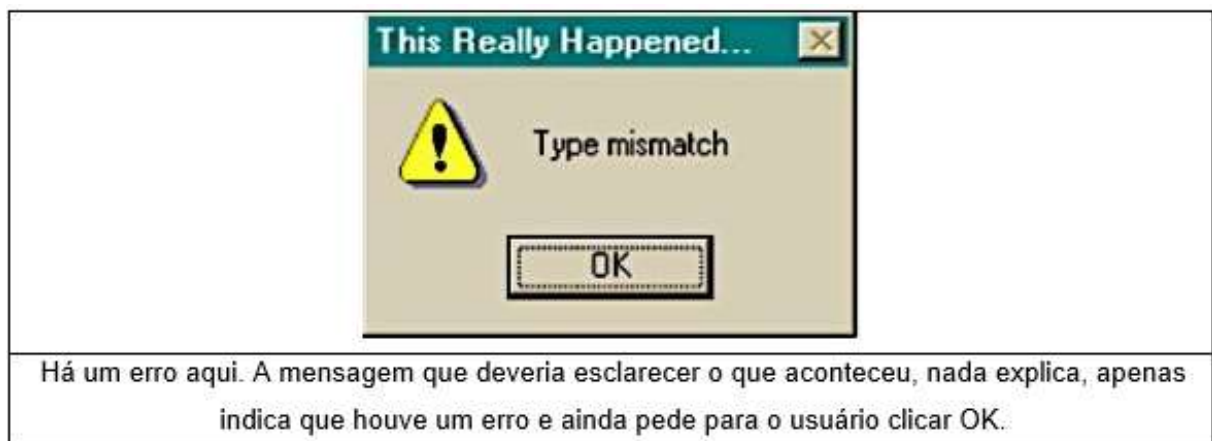 This Really Happened...
Type mismatch
OK
Há um erro aqui. A mensagem que deveria esclarecer o que aconteceu, nada explica, apenas
indica que houve um erro e ainda pede para o usuário clicar OK.